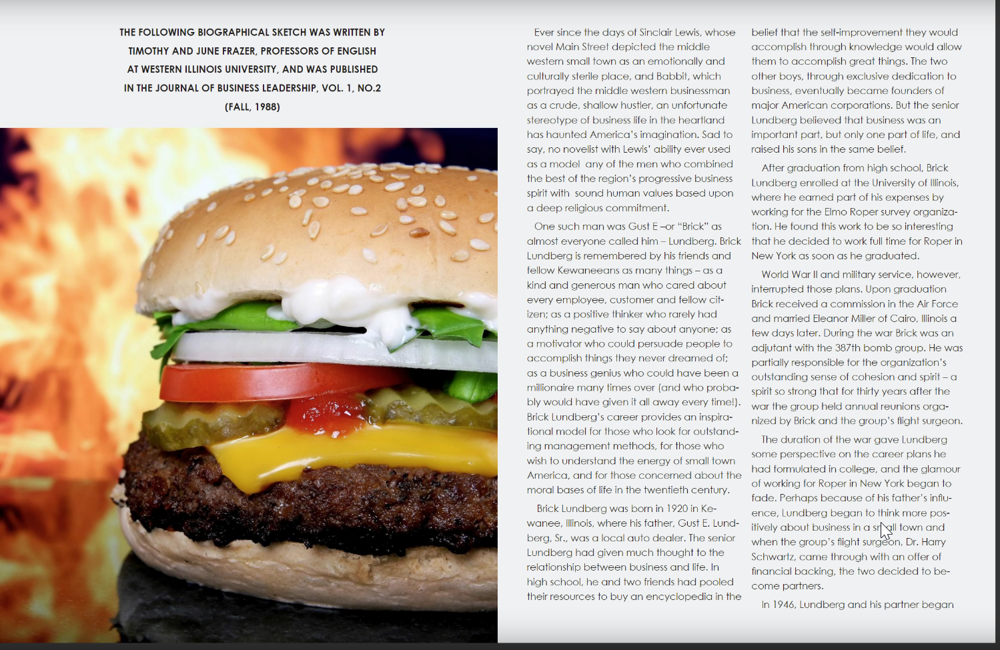 THE FOLLOWING BIOGRAPHICAL SKETCH WAS WRITTEN BY
TIMOTHY AND JUNE FRAZER, PROFESSORS OF ENGLISH
AT WESTERN ILLINOIS UNIVERSITY, AND WAS PUBLISHED
IN THE JOURNAL OF BUSINESS LEADERSHIP, VOL. 1, NO.2
(FALL, 1988)
Ever since the days of Sinclair Lewis, whose
novel Main Street depicted the middle
western small town as an emotionally and
culturally sterile place, and Babbit, which
portrayed the middle western businessman
as a crude, shallow hustler, an unfortunate
stereotype of business life in the heartland
has haunted America's imagination. Sad to
say, no novelist with Lewis' ability ever used
as a model any of the men who combined
the best of the region's progressive business
spirit with sound human values based upon
a deep religious commitment.
One such man was Gust E –or "Brick" as
almost everyone called him – Lundberg. Brick
Lundberg is remembered by his friends and
fellow Kewaneeans as many things – as a
kind and generous man who cared about
every employee, customer and fellow cit-
izen; as a positive thinker who rarely had
anything negative to say about anyone; as
a motivator who could persuade people to
accomplish things they never dreamed of;
as a business genius who could have been a
millionaire many times over (and who proba-
bly would have given it all away every time!).
Brick Lundberg's career provides an inspira-
tional model for those who look for outstand-
ing management methods, for those who
wish to understand the energy of small town
America, and for those concerned about the
moral bases of life in the twentieth century.
Brick Lundberg was born in 1920 in Ke-
wanee, Illinois, where his father, Gust E. Lund-
berg, Sr., was a local auto dealer. The senior
Lundberg had given much thought to the
relationship between business and life. In
high school, he and two friends had pooled
their resources to buy an encyclopedia in the
belief that the self-improvement they would
accomplish through knowledge would allow
them to accomplish great things. The two
other boys, through exclusive dedication to
business, eventually became founders of
major American corporations. But the senior
Lundberg believed that business was an
important part, but only one part of life, and
raised his sons in the same belief.
After graduation from high school, Brick
Lundberg enrolled at the University of Illinois,
where he earned part of his expenses by
working for the Elmo Roper survey organiza-
tion. He found this work to be so interesting
that he decided to work full time for Roper in
New York as soon as he graduated.
World War II and military service, however,
interrupted those plans. Upon graduation
Brick received a commission in the Air Force
and married Eleanor Miller of Cairo, Illinois a
few days later. During the war Brick was an
adjutant with the 387th bomb group. He was
partially responsible for the organization's
outstanding sense of cohesion and spirit – a
spirit so strong that for thirty years after the
war the group held annual reunions orga-
nized by Brick and the group's flight surgeon.
The duration of the war gave Lundberg
some perspective on the career plans he
had formulated in college, and the glamour
of working for Roper in New York began to
fade. Perhaps because of his father's influ-
ence, Lundberg began to think more pos-
itively about business in a small town and
when the group's flight surgeon, Dr. Harry
Schwartz, came through with an offer of
financial backing, the two decided to be-
come partners.
In 1946, Lundberg and his partner began